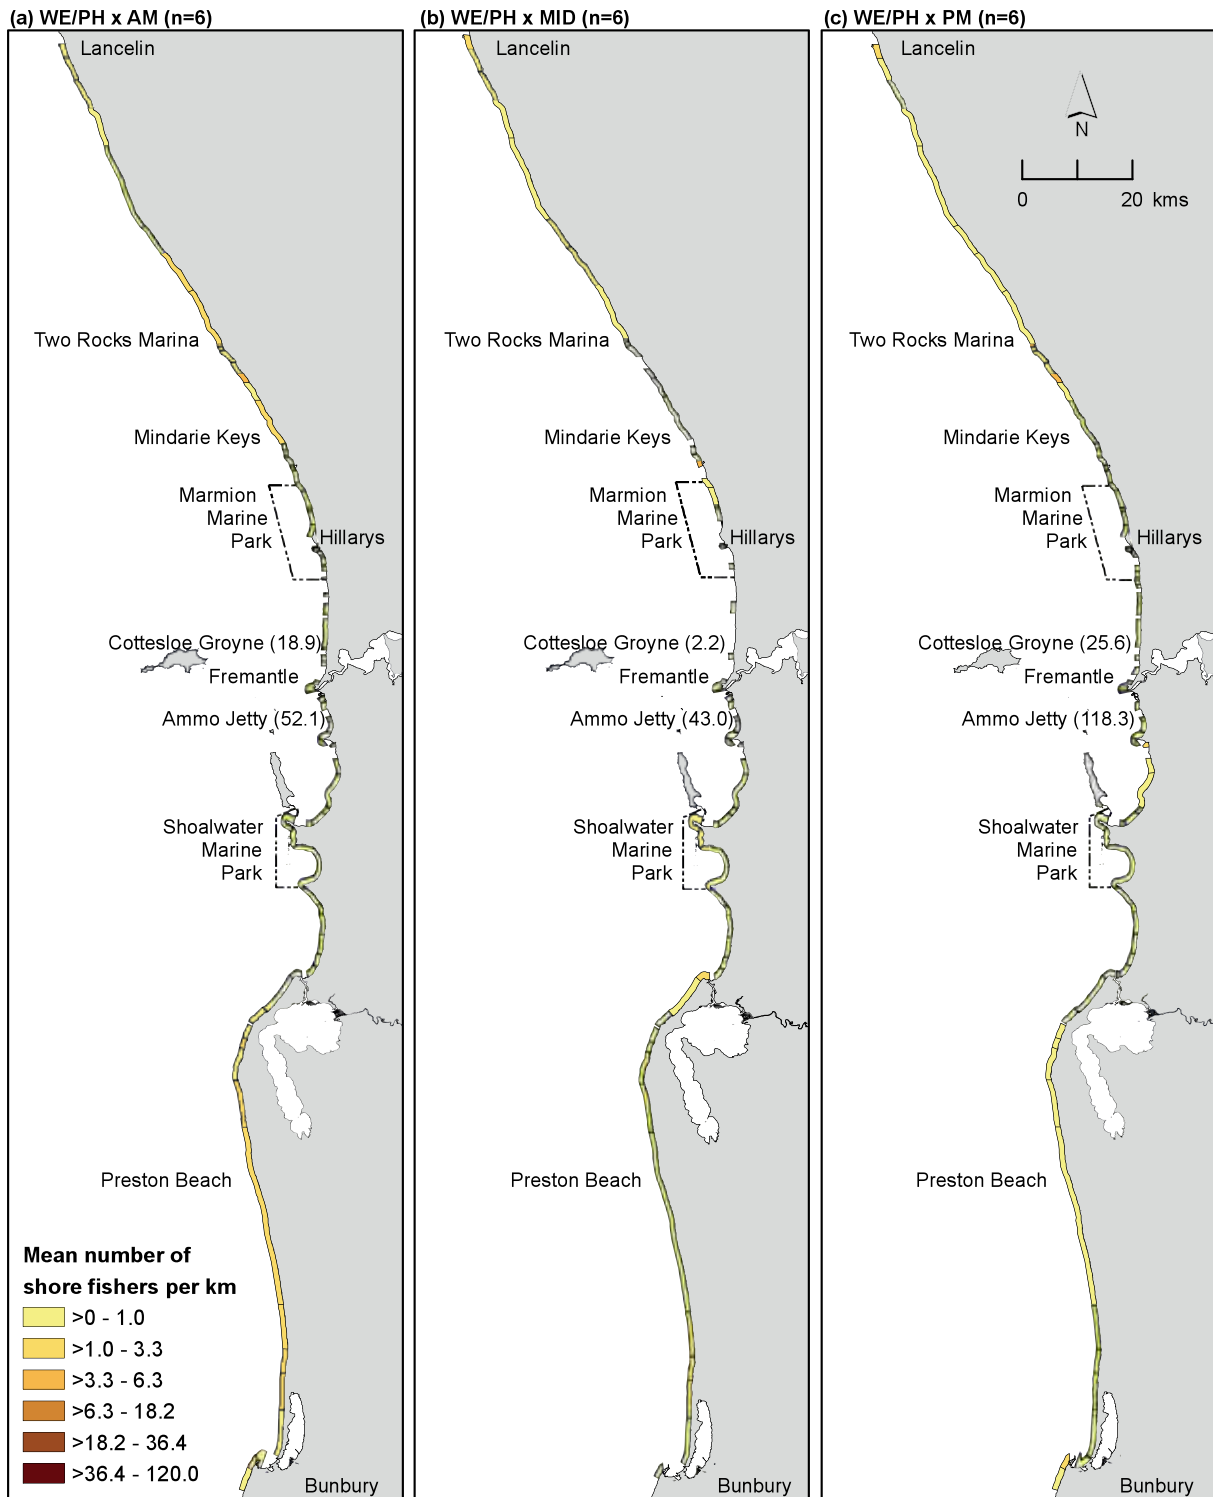 (a) WE/PH x AM (n=6)
Lancelin
Two Rocks Marina
Mindarie Keys
Marmion
Marine
Park
Hillarys
Cottesloe Groyne (18.9)
Fremantle
Ammo Jetty (52.1)
Shoalwater
Marine
Park
Preston Beach
Mean number of
shore fishers per km
>0 - 1.0
>1.0 - 3.3
>3.3 - 6.3
>6.3 - 18.2
>18.2 - 36.4
>36.4 - 120.0
Bunbury
(b) WE/PH x MID (n=6)
Lancelin
Two Rocks Marina
Mindarie Keys
Marmion
Marine
Park
Hillarys
Cottesloe Groyne (2.2)
Fremantle
Ammo Jetty (43.0)
Shoalwater
Marine
Park
Preston Beach
Bunbury
(c) WE/PH x PM (n=6)
Lancelin
N
0 20 kms
Two Rocks Marina
Mindarie Keys
Marmion
Marine
Park
Hillarys
Cottesloe Groyne (25.6)
Fremantle
Ammo Jetty (118.3)
Shoalwater
Marine
Park
Preston Beach
Bunbury